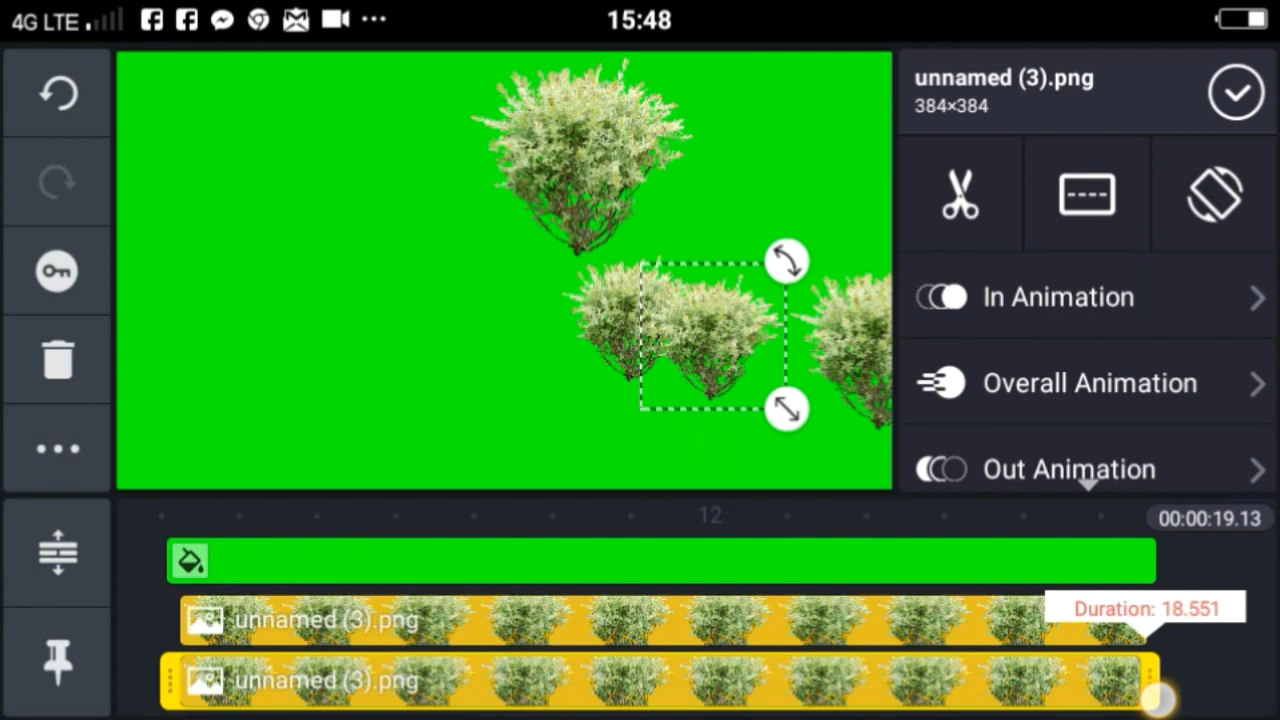 4G LTE
15:48
unnamed (3).png
384×384
In Animation
Overall Animation
Out Animation
12
00:00:19.13
unnamed (3).png
Duration: 18.551
unnamed (3).png